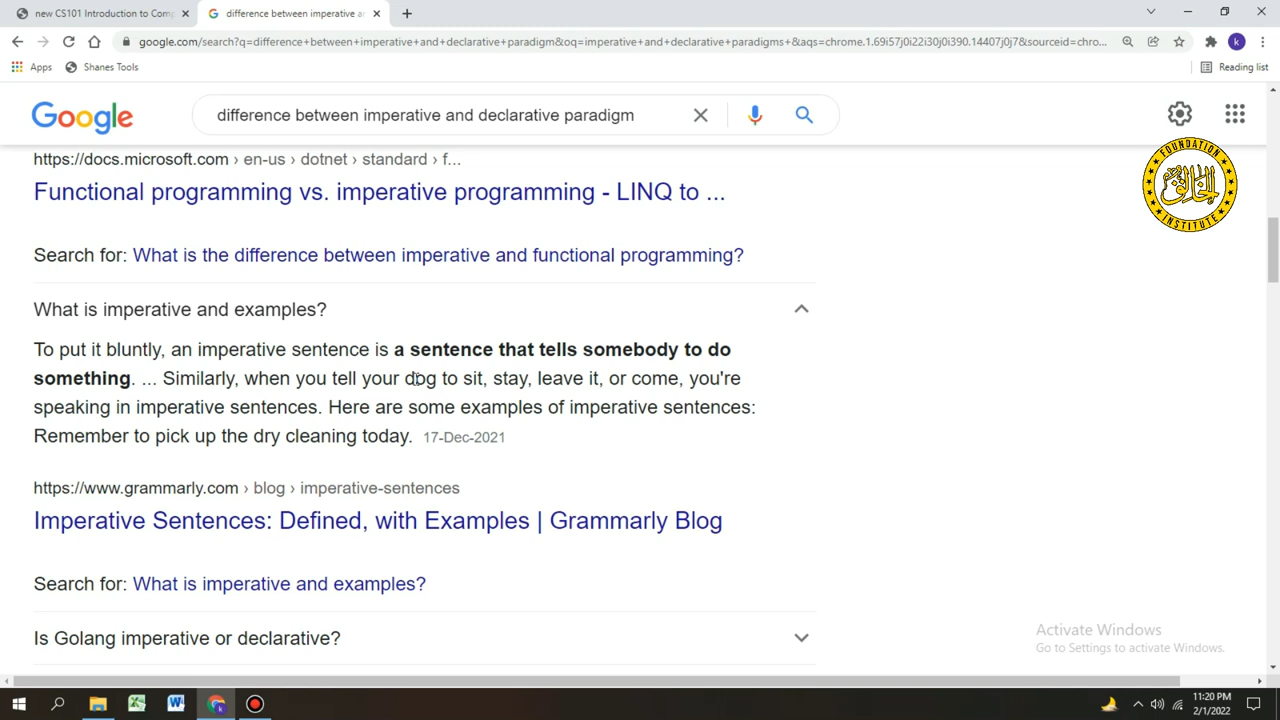 new CS101 Introduction to Comp
difference between imperative ar
google.com/search?q=difference+between+imperative+and+declarative+paradigm&oq=imperative+and+declarative+paradigms+&aqs=chrome.1.69i57j0i22i30j0i390.14407j0j7&sourceid=chro...
Apps
Shanes Tools
Reading list
Google
difference between imperative and declarative paradigm
https://docs.microsoft.com › en-us › dotnet › standard › f...
FOUNDATION
الخالق
INSTITUTE
Functional programming vs. imperative programming - LINQ to ...
Search for: What is the difference between imperative and functional programming?
What is imperative and examples?
To put it bluntly, an imperative sentence is a sentence that tells somebody to do
something. ... Similarly, when you tell your dog to sit, stay, leave it, or come, you're
speaking in imperative sentences. Here are some examples of imperative sentences:
Remember to pick up the dry cleaning today. 17-Dec-2021
https://www.grammarly.com › blog › imperative-sentences
Imperative Sentences: Defined, with Examples | Grammarly Blog
Search for: What is imperative and examples?
Is Golang imperative or declarative?
Activate Windows
Go to Settings to activate Windows.
11:20 PM
2/1/2022